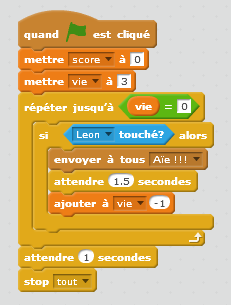 quand est cliqué
mettre score à 0
mettre vie à 3
répéter jusqu'à vie = 0
si Leon touché? alors
envoyer à tous Aïe !!!
attendre 1.5 secondes
ajouter à vie -1
attendre 1 secondes
stop tout